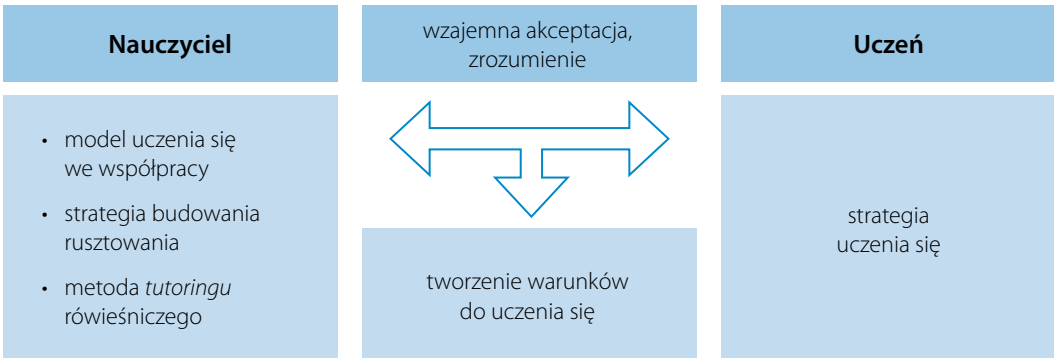 Nauczyciel
wzajemna akceptacja,
zrozumienie
Uczeń
• model uczenia się
we współpracy
• strategia budowania
rusztowania
• metoda tutoringu
rówieśniczego
tworzenie warunków
do uczenia się
strategia
uczenia się